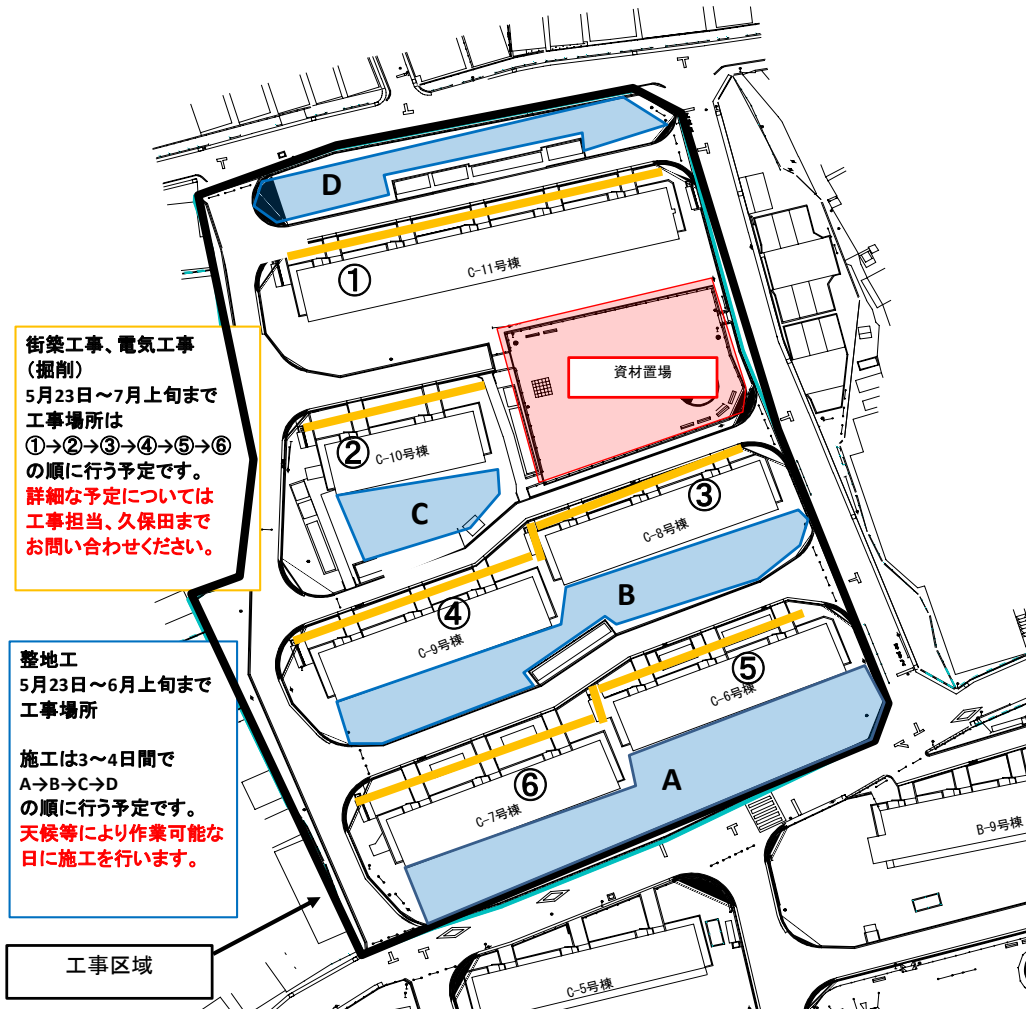 D
①
C-11号棟
街築工事、電気工事
（掘削）
5月23日～7月上旬まで
工事場所は
①→②→③→④→⑤→⑥
の順に行う予定です。
詳細な予定については
工事担当、久保田まで
お問い合わせください。
資材置場
②
C-10号棟
C
③
C-8号棟
B
④
C-9号棟
⑤
C-6号棟
整地工
5月23日～6月上旬まで
工事場所
施工は3～4日間で
A→B→C→D
の順に行う予定です。
天候等により作業可能な
日に施工を行います。
⑥
C-7号棟
A
B-9号棟
工事区域
C-5号棟